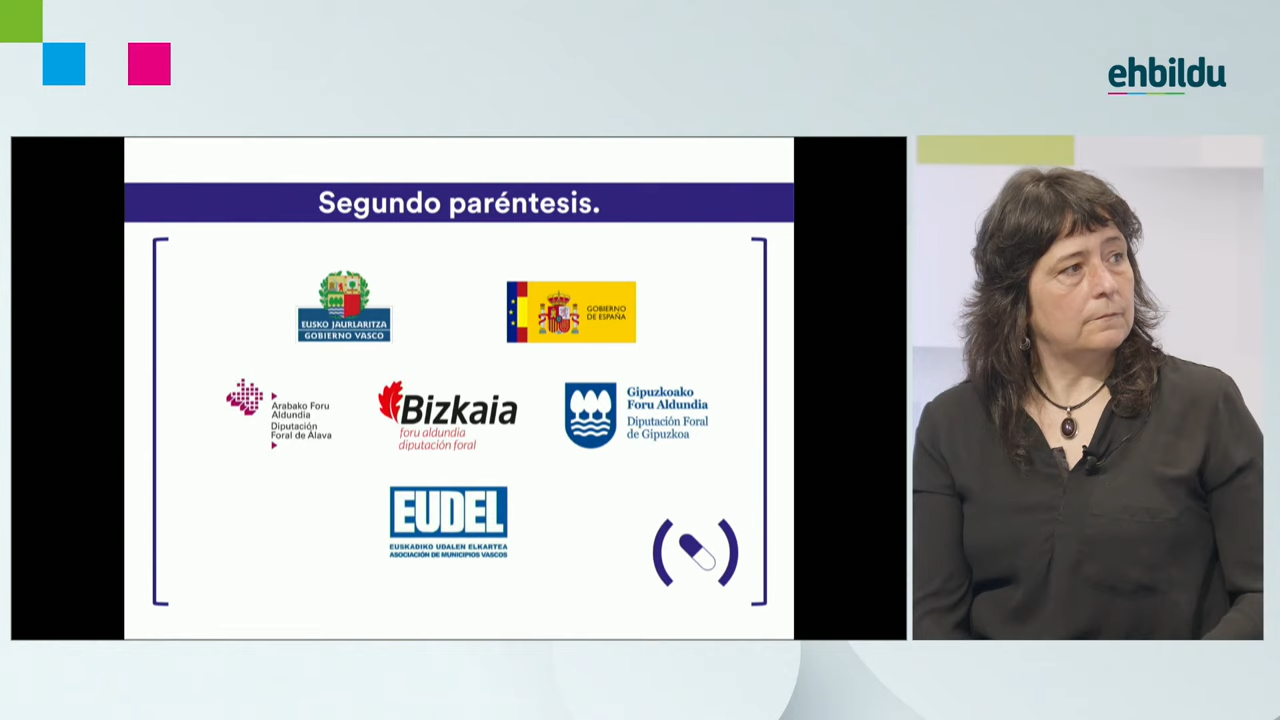 ehbildu
Segundo paréntesis.
EUSKO JAURLARITZA
GOBIERNO VASCO
GOBIERNO
DE ESPAÑA
Arabako Foru
Aldundia
Diputación
Foral de Álava
Bizkaia
foru aldundia
diputación foral
Gipuzkoako
Foru Aldundia
Diputación Foral
de Gipuzkoa
EUDEL
EUSKADIKO UDALEN ELKARTEA
ASOCIACIÓN DE MUNICIPIOS VASCOS